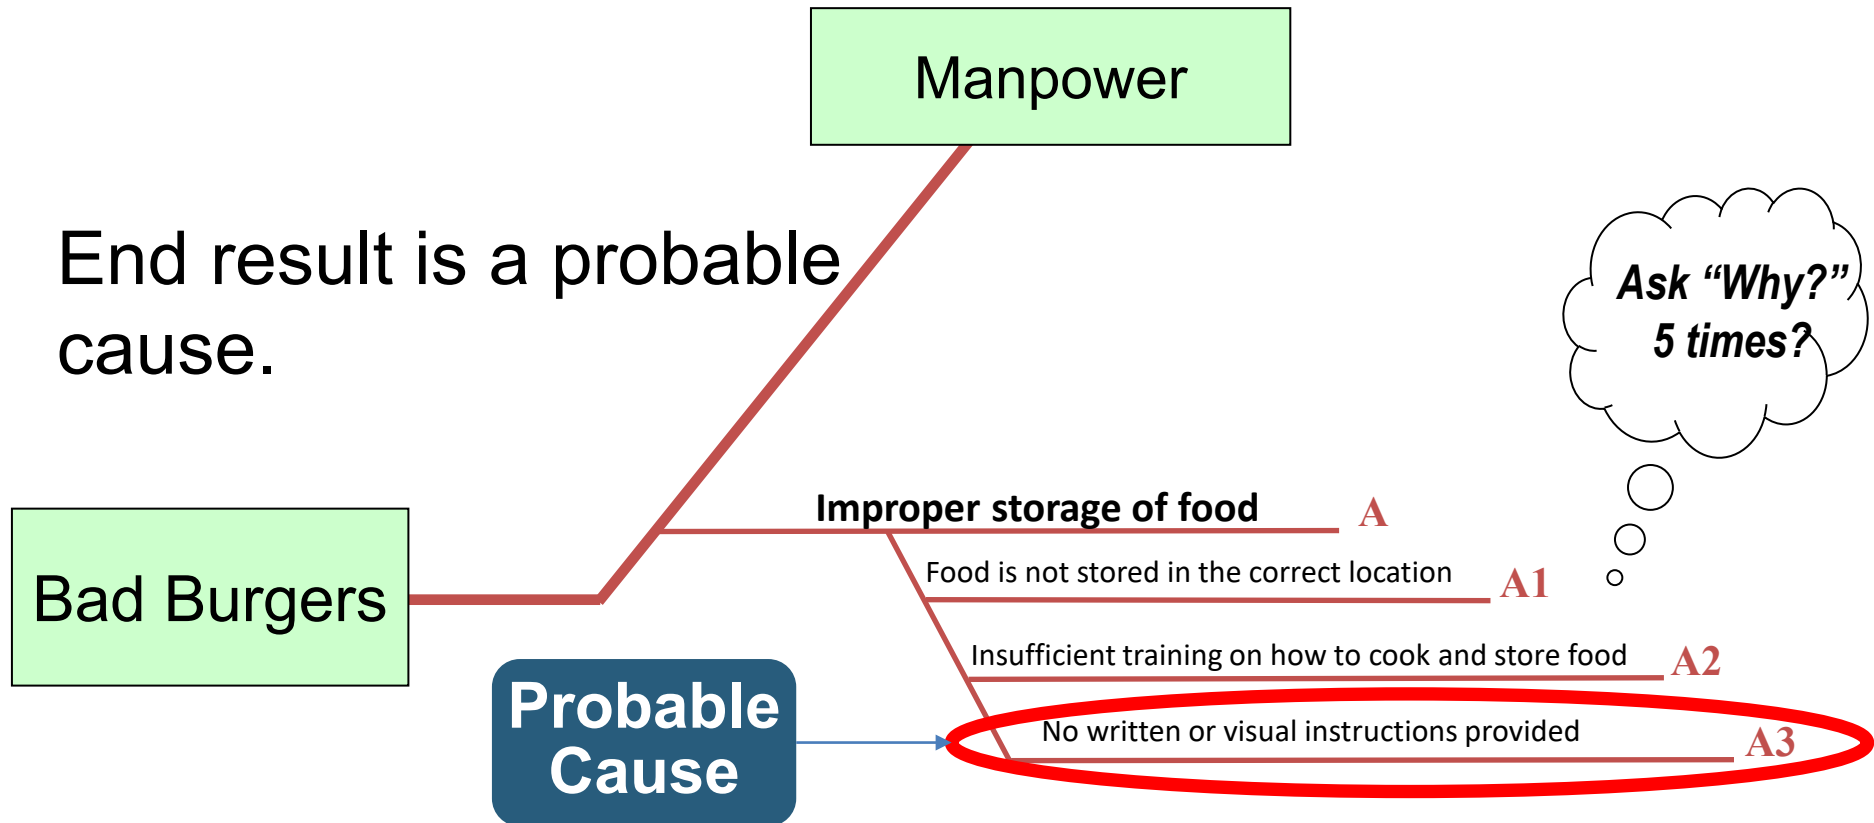 Manpower
End result is a probable
cause.
Ask “Why?”
5 times?
Improper storage of food A
Food is not stored in the correct location A1
Bad Burgers
Insufficient training on how to cook and store food A2
Probable
Cause
No written or visual instructions provided A3